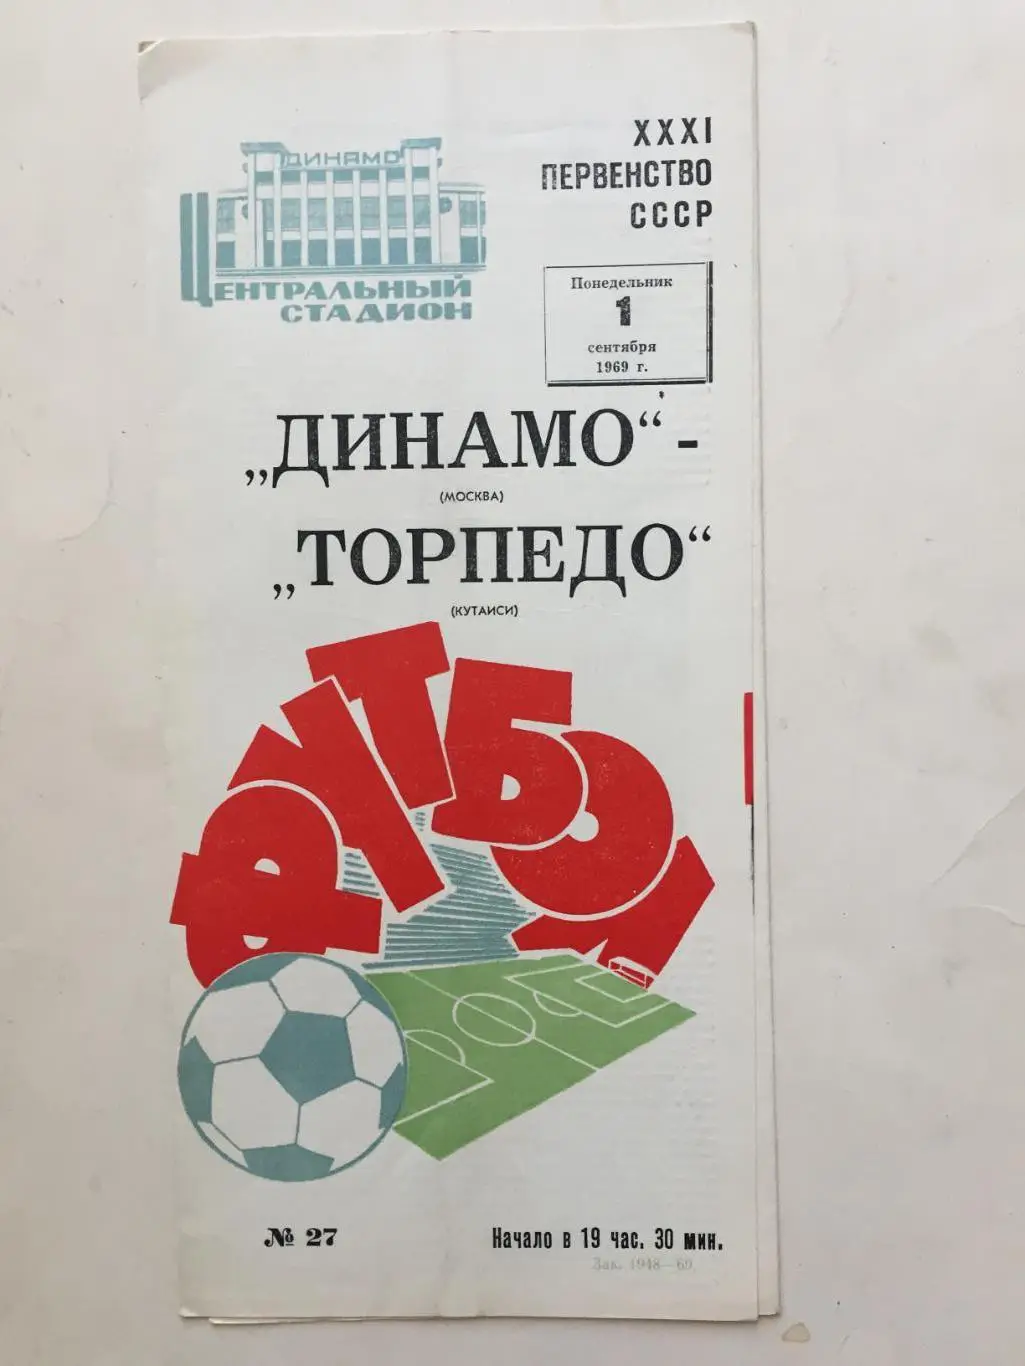 ДИНАМО
ЦЕНТРАЛЬНЫЙ
СТАДИОН
XXXI
ПЕРВЕНСТВО
СССР
Понедельник
1
сентября
1969 г.
„ДИНАМО“ -
(МОСКВА)
„ТОРПЕДО“
(КУТАИСИ)
ФУТБОЛ
№ 27
Начало в 19 час. 30 мин.
Зак. 1948—69